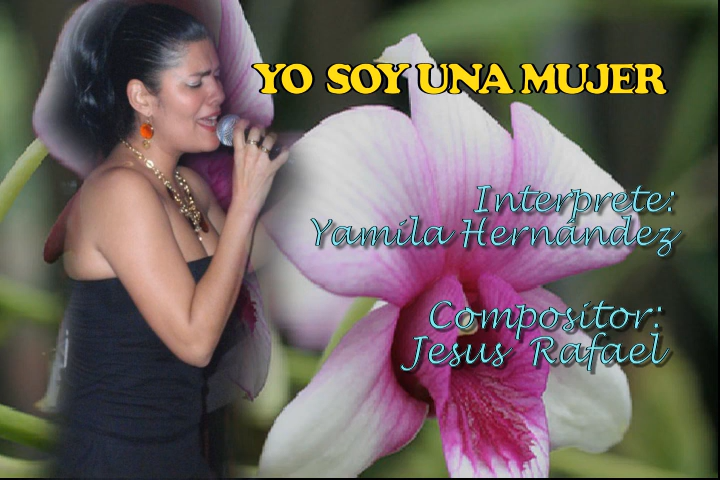 YO SOY UNA MUJER
Interprete:
Yamila Hernández
Compositor:
Jesus Rafael